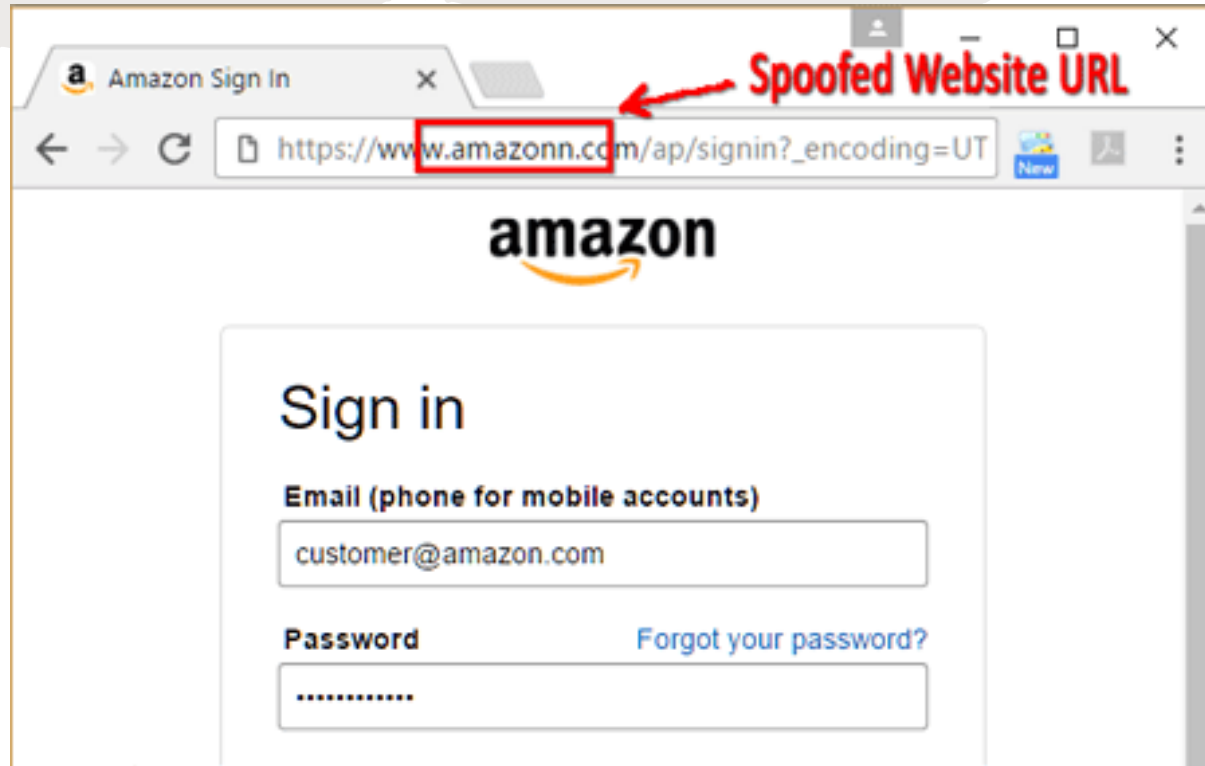 Amazon Sign In
Spoofed Website URL
https://www.amazonn.com/ap/signin?_encoding=UT
New
amazon
Sign in
Email (phone for mobile accounts)
customer@amazon.com
Password Forgot your password?
••••••••••••